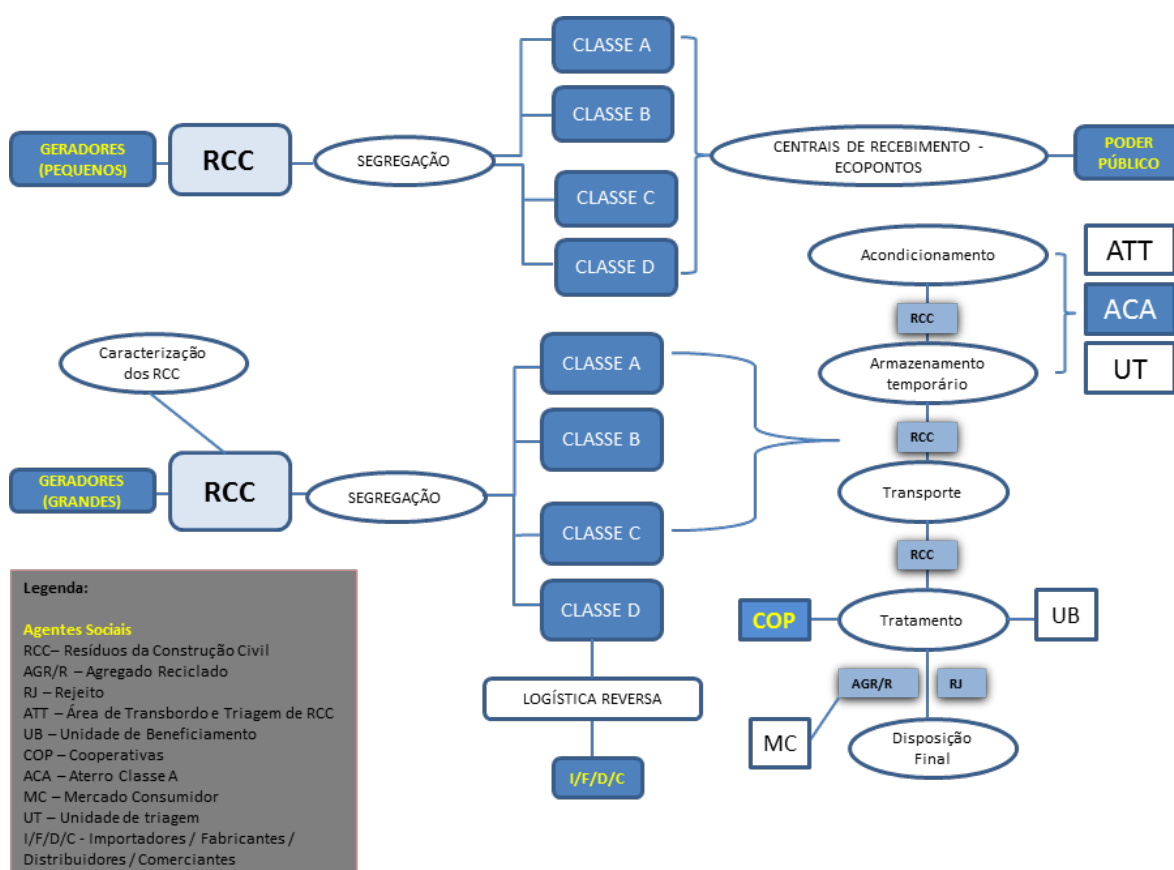 CLASSE A
CLASSE B
GERADORES
(PEQUENOS)
RCC
SEGREGAÇÃO
CENTRAIS DE RECEBIMENTO -
ECOPONTOS
PODER
PÚBLICO
CLASSE C
CLASSE D
Acondicionamento
ATT
RCC
ACA
Armazenamento
temporário
UT
Caracterização
dos RCC
CLASSE A
CLASSE B
RCC
GERADORES
(GRANDES)
RCC
SEGREGAÇÃO
Transporte
CLASSE C
RCC
CLASSE D
COP
Tratamento
UB
LOGÍSTICA REVERSA
AGR/R
RJ
MC
Disposição
Final
I/F/D/C
Legenda:
Agentes Sociais
RCC– Resíduos da Construção Civil
AGR/R – Agregado Reciclado
RJ – Rejeito
ATT – Área de Transbordo e Triagem de RCC
UB – Unidade de Beneficiamento
COP – Cooperativas
ACA – Aterro Classe A
MC – Mercado Consumidor
UT – Unidade de triagem
I/F/D/C - Importadores / Fabricantes /
Distribuidores / Comerciantes